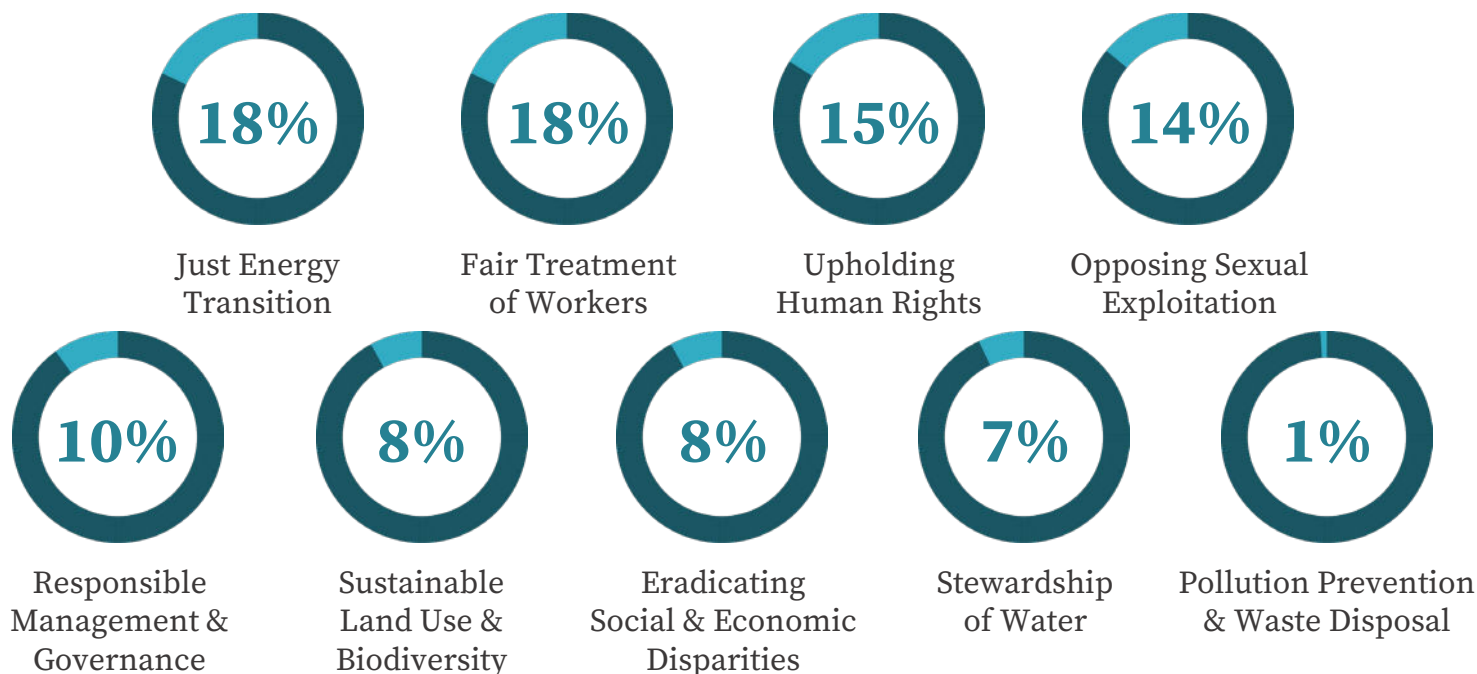 18%
18%
15%
14%
Just Energy
Transition
Fair Treatment
of Workers
Upholding
Human Rights
Opposing Sexual
Exploitation
10%
8%
8%
7%
1%
Responsible
Management &
Governance
Sustainable
Land Use &
Biodiversity
Eradicating
Social & Economic
Disparities
Stewardship
of Water
Pollution Prevention
& Waste Disposal